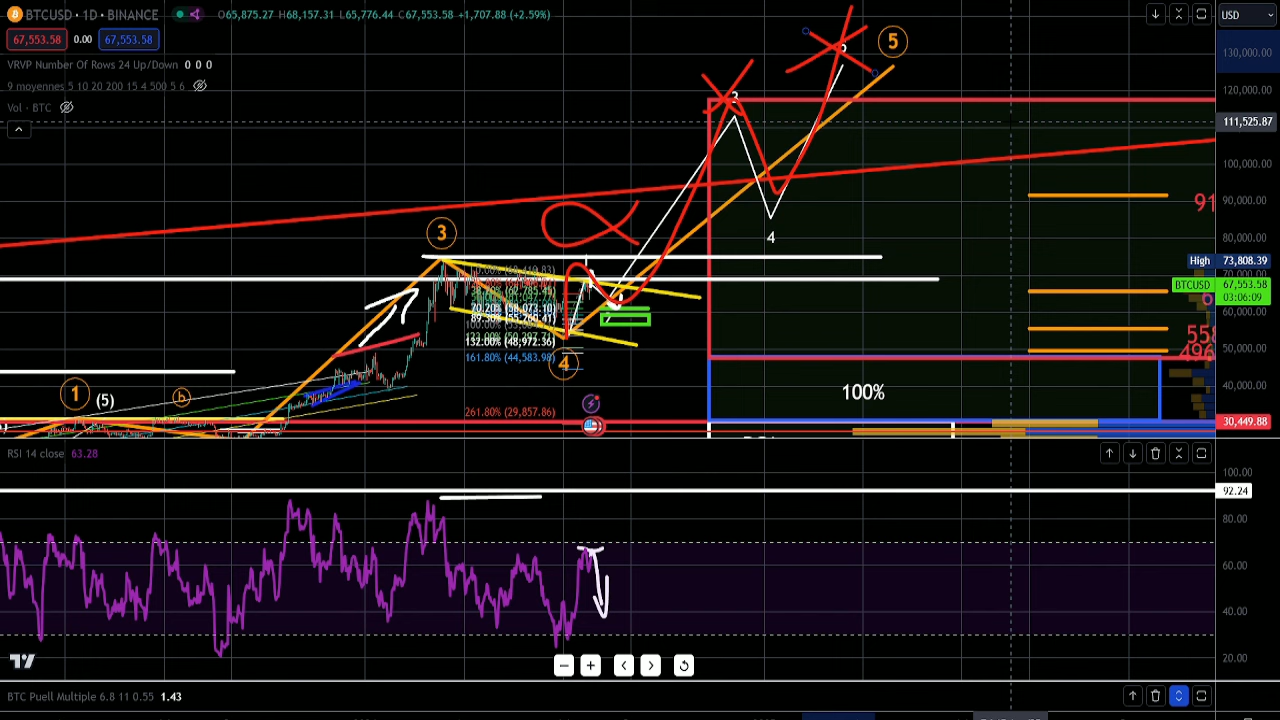 BTCUSD · 1D · BINANCE
O65,875.27 H68,157.31 L65,776.44 C67,553.58 +1,707.88 (+2.59%)
USD
67,553.58 0.00 67,553.58
VRVP Number Of Rows 24 Up/Down 0 0 0
9 moyennes 5 10 20 200 15 4 500 5 6
Vol · BTC
5
130,000.00
120,000.00
3
111,525.87
100,000.00
91
90,000.00
4
80,000.00
3
High 73,808.39
BTCUSD 67,553.58
03:06:09
60,000.00
2
70.20% (58,073.10)
100.00%
132.00% (48,972.36)
558
496
50,000.00
161.80% (44,583.98)
4
40,000.00
100%
1
(5)
b
261.80% (29,857.86)
30,449.88
RSI 14 close 63.28
100.00
92.24
80.00
60.00
40.00
20.00
BTC Puell Multiple 6.8 11 0.55 1.43